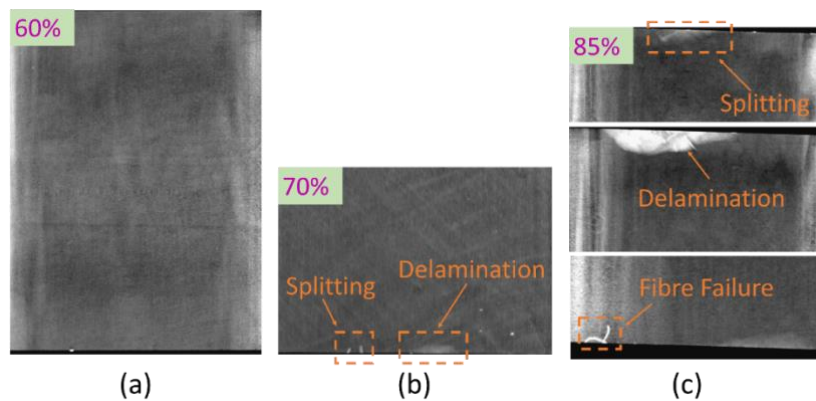 60%
70%
Splitting
Delamination
85%
Splitting
Delamination
Fibre Failure
(a)
(b)
(c)